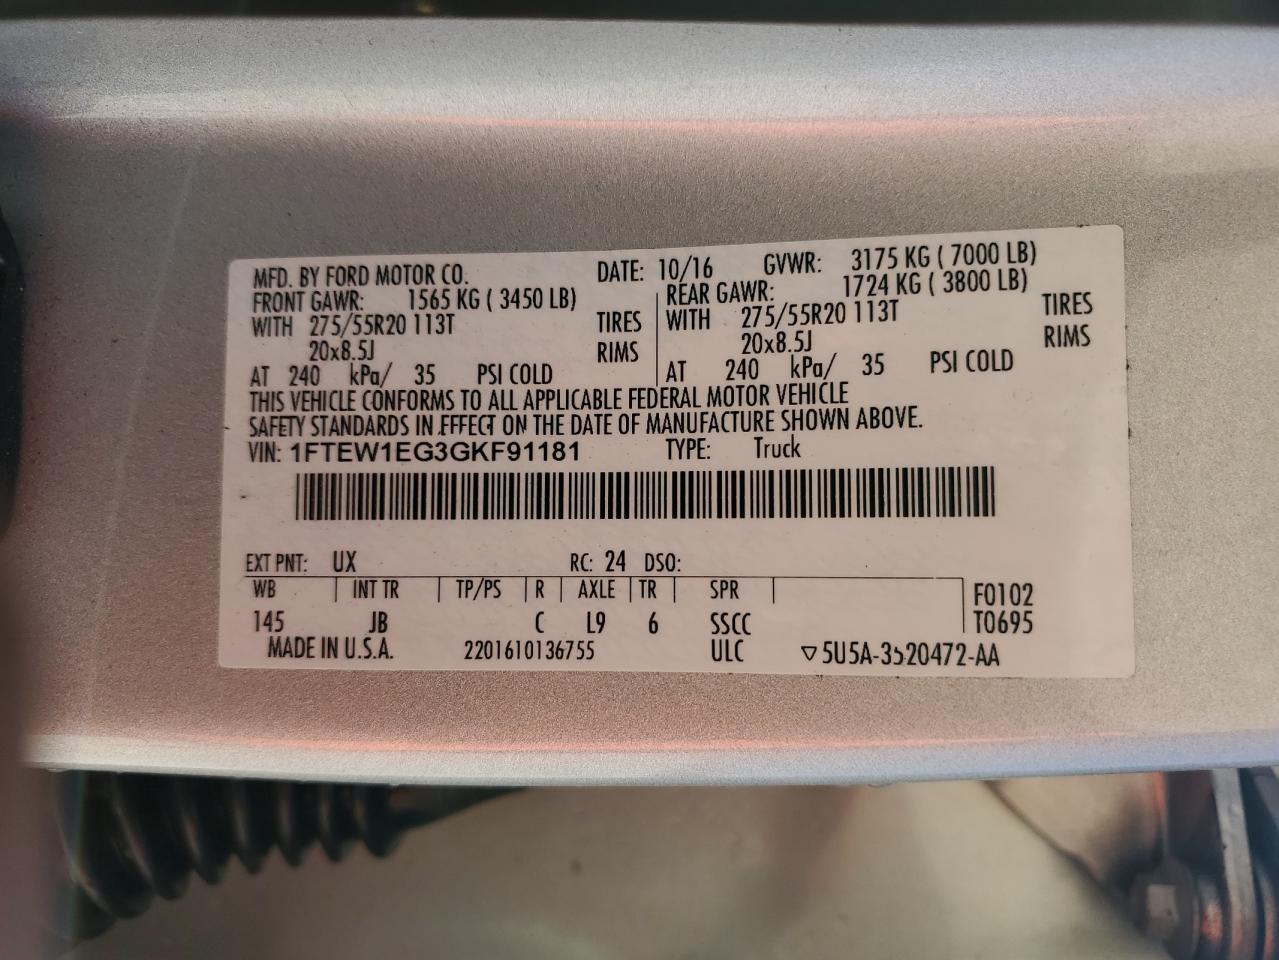 MFD. BY FORD MOTOR CO. DATE: 10/16 GVWR: 3175 KG ( 7000 LB)
FRONT GAWR: 1565 KG ( 3450 LB) REAR GAWR: 1724 KG ( 3800 LB)
WITH 275/55R20 113T TIRES WITH 275/55R20 113T TIRES
20x8.5J RIMS 20x8.5J RIMS
AT 240 kPa/ 35 PSI COLD AT 240 kPa/ 35 PSI COLD
THIS VEHICLE CONFORMS TO ALL APPLICABLE FEDERAL MOTOR VEHICLE
SAFETY STANDARDS IN EFFECT ON THE DATE OF MANUFACTURE SHOWN ABOVE.
VIN: 1FTEW1EG3GKF91181 TYPE: Truck
EXT PNT: UX RC: 24 DSO:
WB INT TR TP/PS R AXLE TR SPR F0102
145 JB C L9 6 SSCC T0695
MADE IN U.S.A. 2201610136755 ULC ▽5U5A-3520472-AA